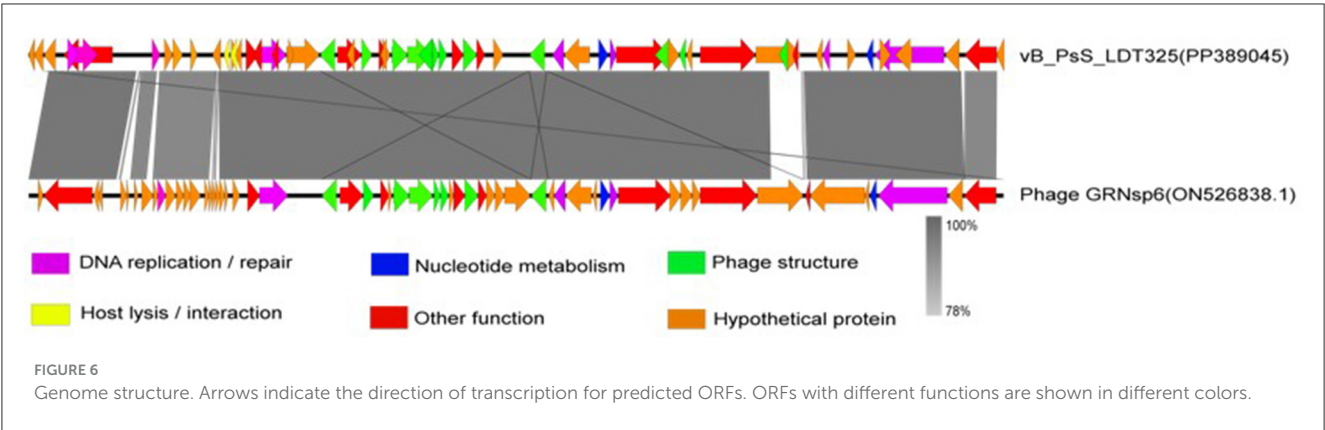 vB_PsS_LDT325(PP389045)
Phage GRNsp6(ON526838.1)
100%
78%
DNA replication / repair
Nucleotide metabolism
Phage structure
Host lysis / interaction
Other function
Hypothetical protein
FIGURE 6
Genome structure. Arrows indicate the direction of transcription for predicted ORFs. ORFs with different functions are shown in different colors.